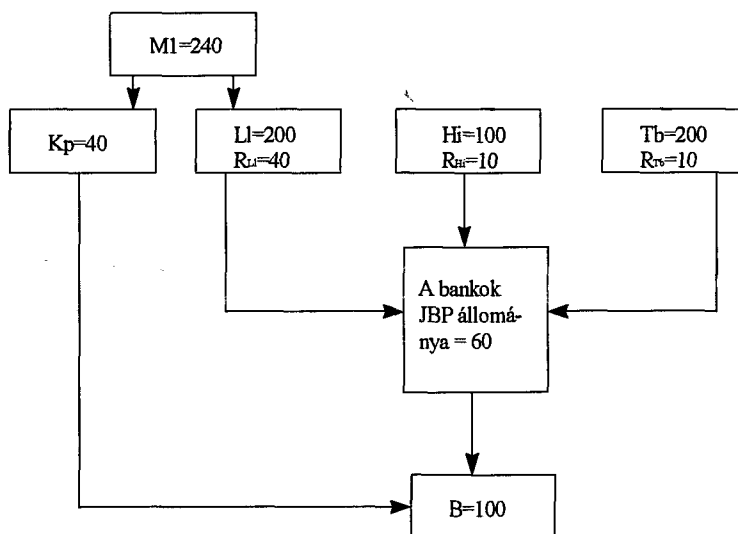 M1=240
Kp=40
Ll=200
RLl=40
Hi=100
RHi=10
Tb=200
RTb=10
A bankok
JBP állomá-
nya = 60
B=100